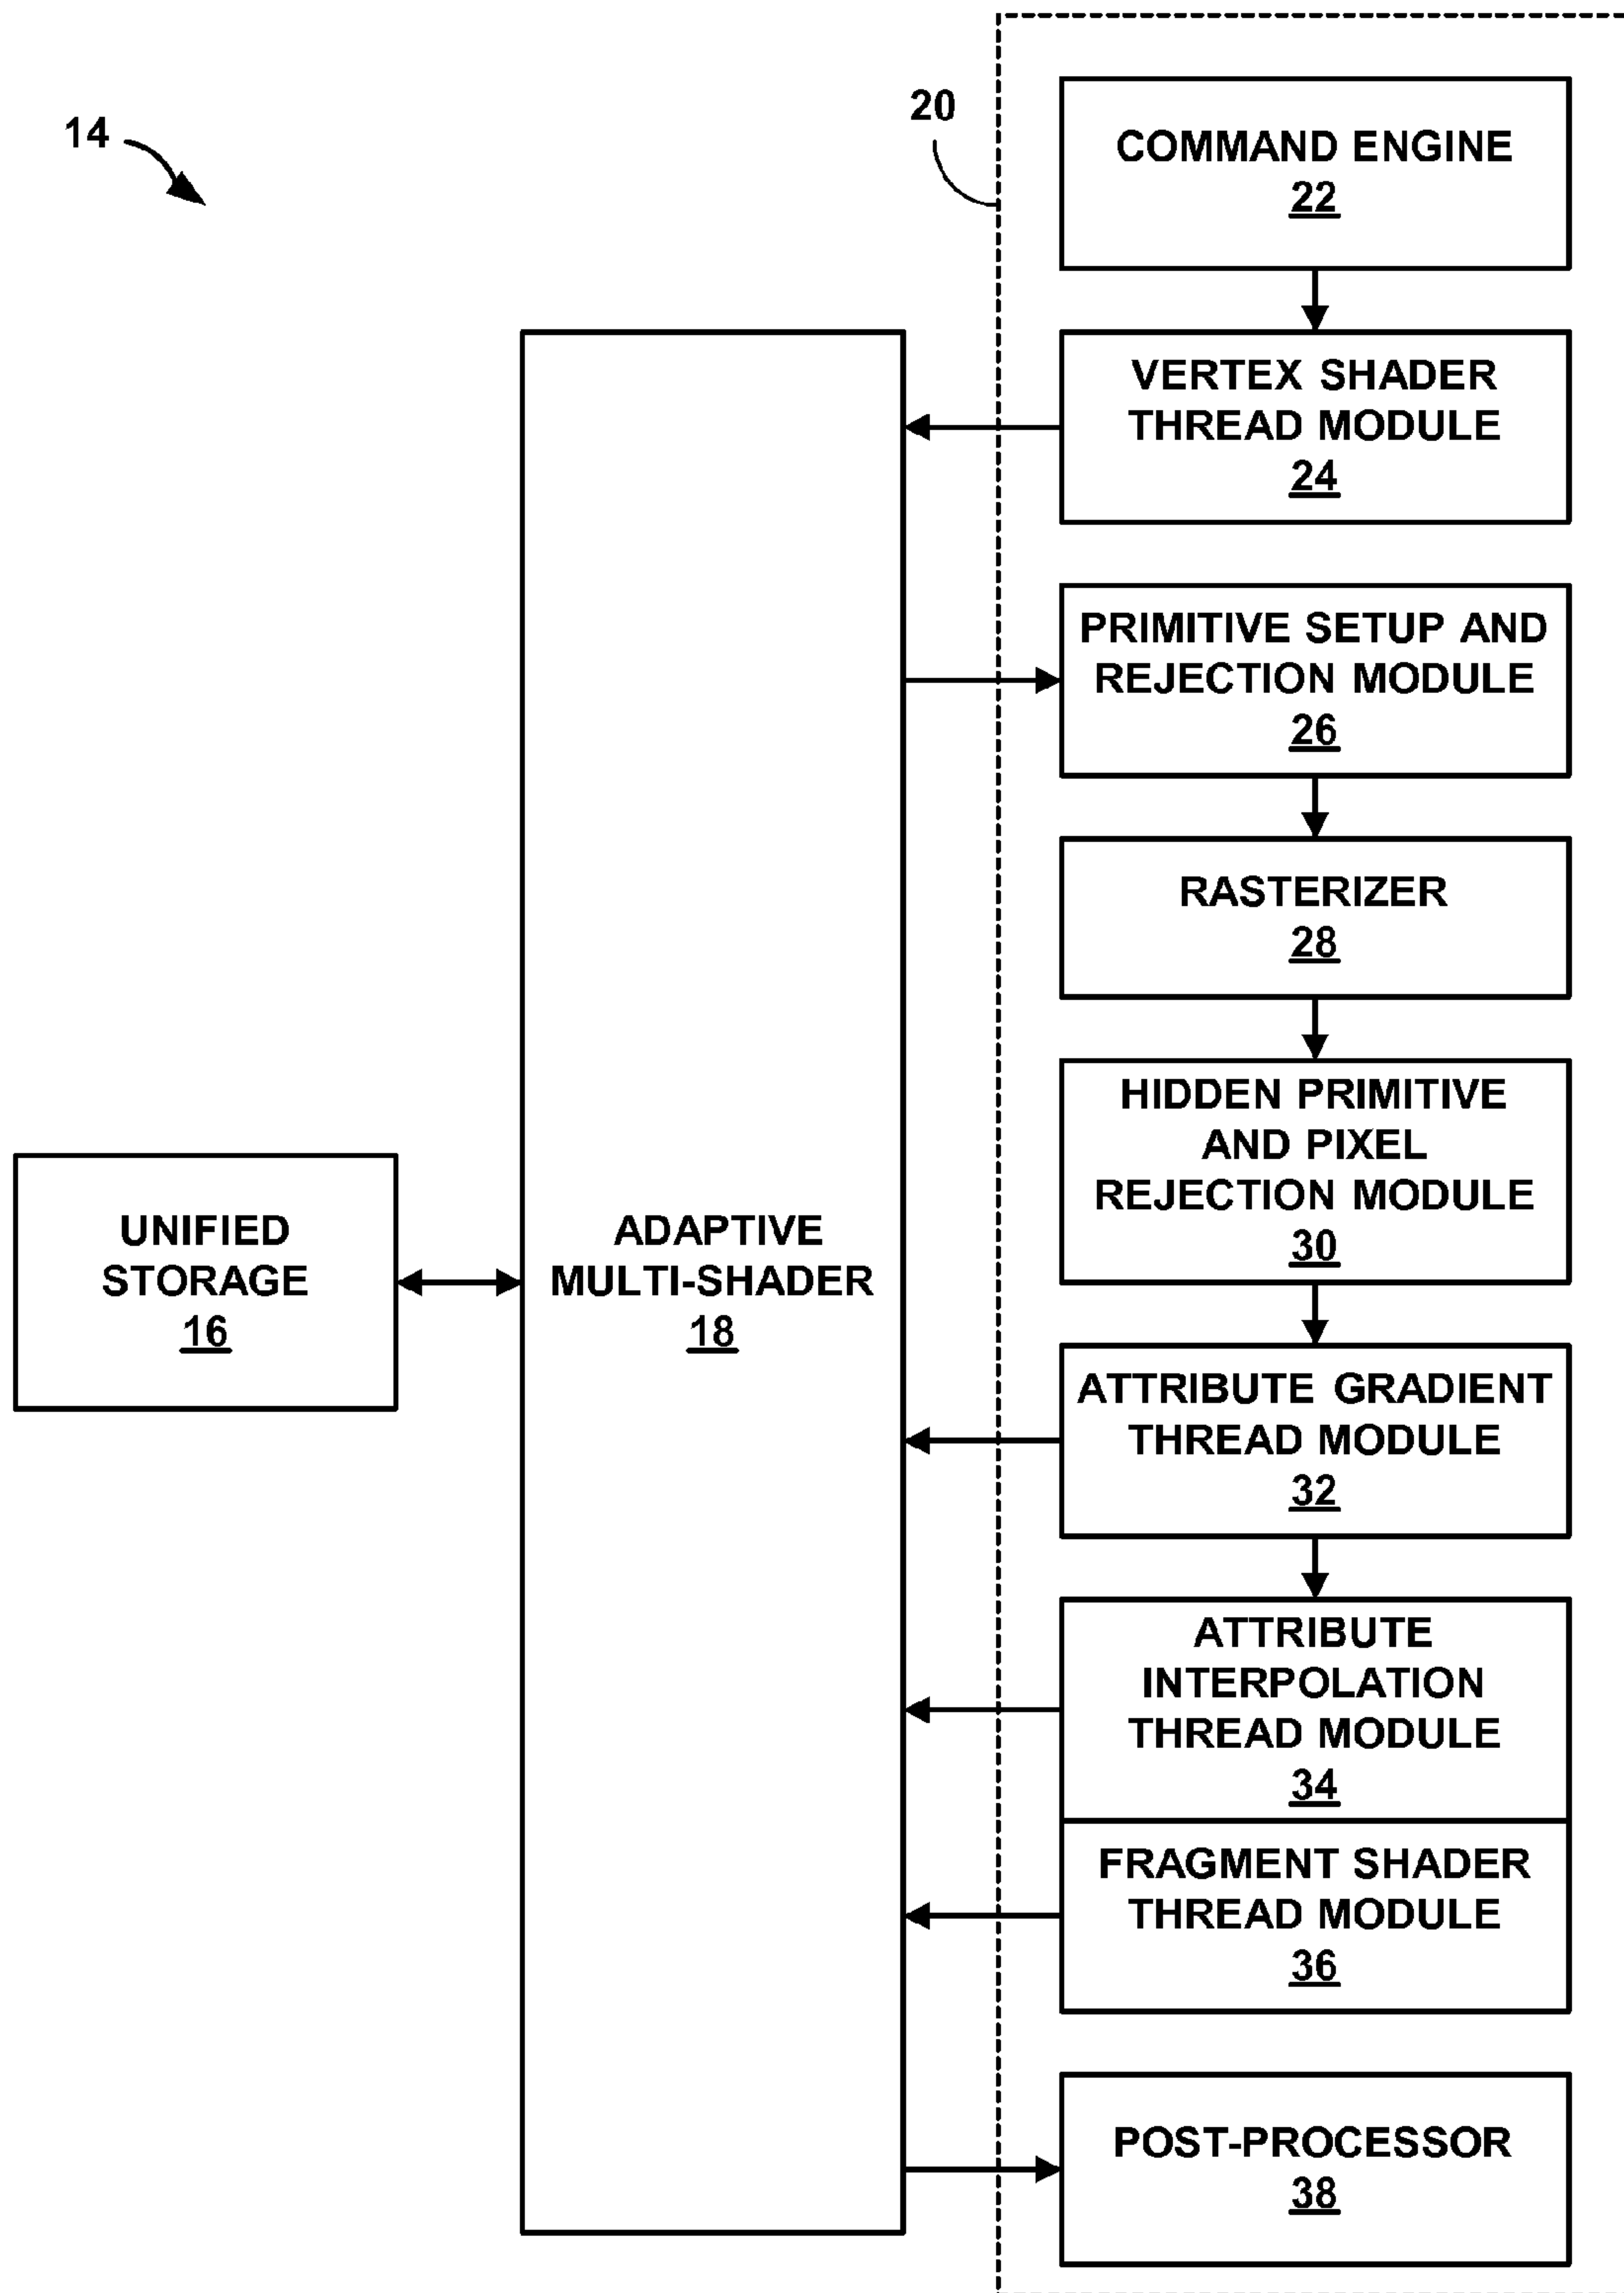 14
20
COMMAND ENGINE
22
VERTEX SHADER
THREAD MODULE
24
PRIMITIVE SETUP AND
REJECTION MODULE
26
RASTERIZER
28
HIDDEN PRIMITIVE
AND PIXEL
REJECTION MODULE
30
UNIFIED
STORAGE
16
ADAPTIVE
MULTI-SHADER
18
ATTRIBUTE GRADIENT
THREAD MODULE
32
ATTRIBUTE
INTERPOLATION
THREAD MODULE
34
FRAGMENT SHADER
THREAD MODULE
36
POST-PROCESSOR
38